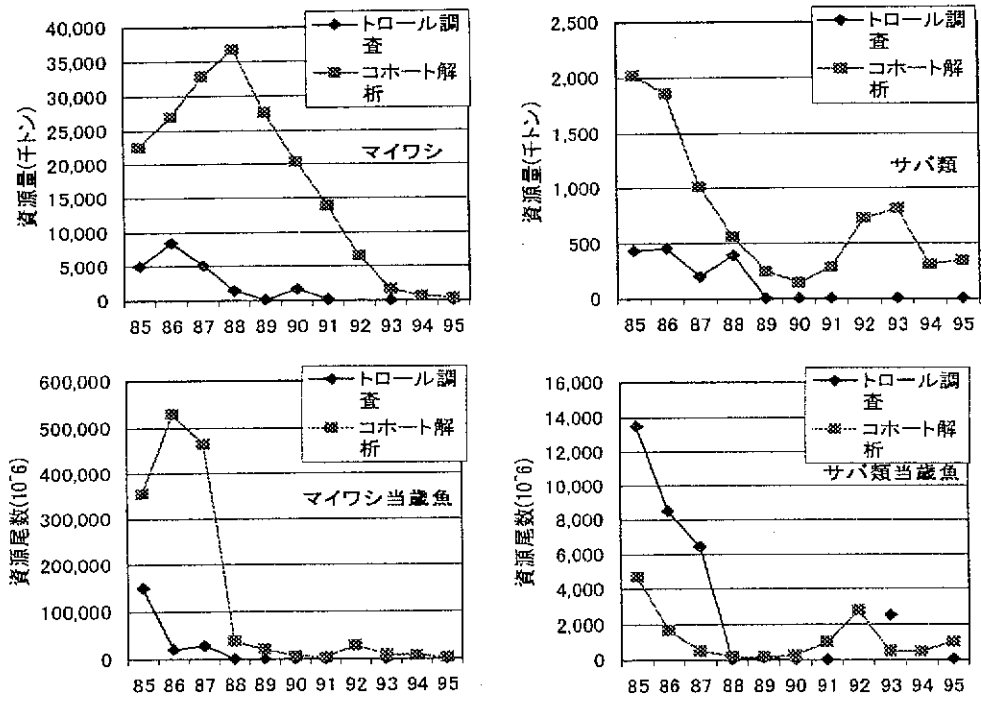 40,000
35,000
30,000
25,000
20,000
15,000
10,000
5,000
0
資源量(千トン)
トロール調
査
コホート解
析
マイワシ
85 86 87 88 89 90 91 92 93 94 95
2,500
2,000
1,500
1,000
500
0
資源量(千トン)
トロール調
査
コホート解
析
サバ類
85 86 87 88 89 90 91 92 93 94 95
600,000
500,000
400,000
300,000
200,000
100,000
0
資源尾数(10^6)
トロール調
査
コホート解
析
マイワシ当歳魚
85 86 87 88 89 90 91 92 93 94 95
16,000
14,000
12,000
10,000
8,000
6,000
4,000
2,000
0
資源尾数(10^6)
トロール調
査
コホート解
析
サバ類当歳魚
85 86 87 88 89 90 91 92 93 94 95